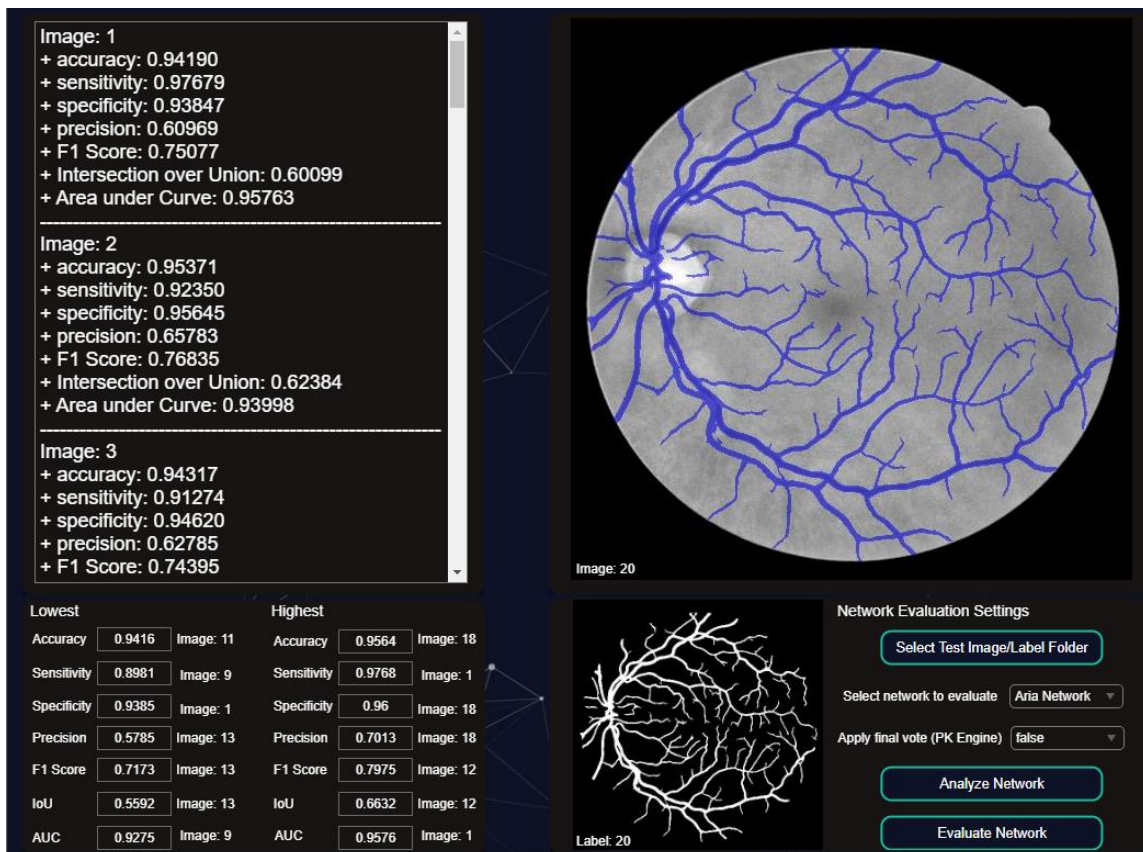 Image: 1
+ accuracy: 0.94190
+ sensitivity: 0.97679
+ specificity: 0.93847
+ precision: 0.60969
+ F1 Score: 0.75077
+ Intersection over Union: 0.60099
+ Area under Curve: 0.95763
Image: 2
+ accuracy: 0.95371
+ sensitivity: 0.92350
+ specificity: 0.95645
+ precision: 0.65783
+ F1 Score: 0.76835
+ Intersection over Union: 0.62384
+ Area under Curve: 0.93998
Image: 3
+ accuracy: 0.94317
+ sensitivity: 0.91274
+ specificity: 0.94620
+ precision: 0.62785
+ F1 Score: 0.74395
Image: 20
Lowest
Accuracy 0.9416 Image: 11
Sensitivity 0.8981 Image: 9
Specificity 0.9385 Image: 1
Precision 0.5785 Image: 13
F1 Score 0.7173 Image: 13
IoU 0.5592 Image: 13
AUC 0.9275 Image: 9
Highest
Accuracy 0.9564 Image: 18
Sensitivity 0.9768 Image: 1
Specificity 0.96 Image: 18
Precision 0.7013 Image: 18
F1 Score 0.7975 Image: 12
IoU 0.6632 Image: 12
AUC 0.9576 Image: 1
Label: 20
Network Evaluation Settings
Select Test Image/Label Folder
Select network to evaluate Aria Network
Apply final vote (PK Engine) false
Analyze Network
Evaluate Network